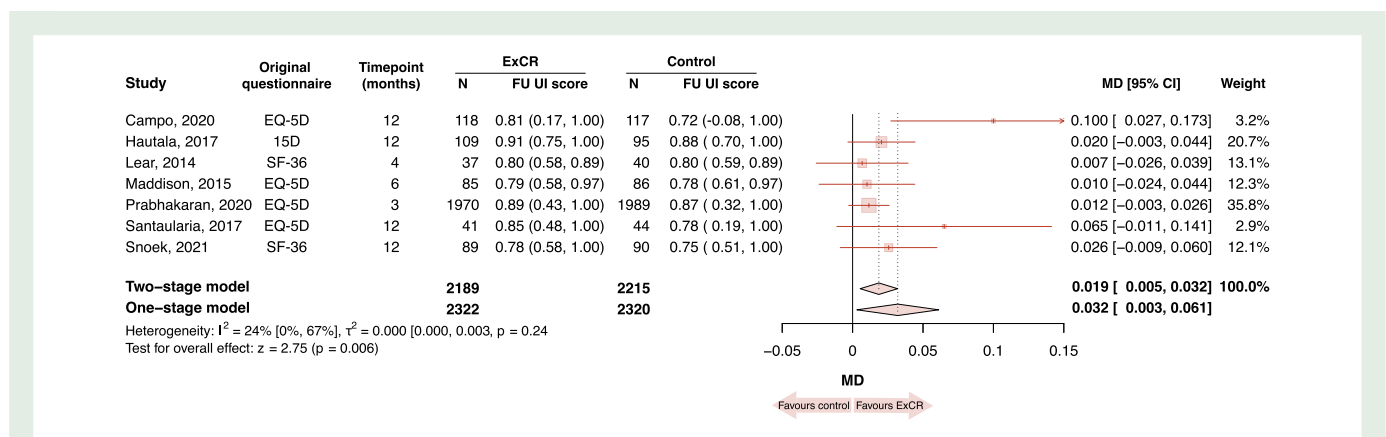 ExCR Control
Original Timepoint
Study questionnaire (months) N FU UI score N FU UI score MD [95% CI] Weight
Campo, 2020 EQ-5D 12 118 0.81 (0.17, 1.00) 117 0.72 (-0.08, 1.00) 0.100 [ 0.027, 0.173] 3.2%
Hautala, 2017 15D 12 109 0.91 (0.75, 1.00) 95 0.88 ( 0.70, 1.00) 0.020 [−0.003, 0.044] 20.7%
Lear, 2014 SF-36 4 37 0.80 (0.58, 0.89) 40 0.80 ( 0.59, 0.89) 0.007 [−0.026, 0.039] 13.1%
Maddison, 2015 EQ-5D 6 85 0.79 (0.58, 0.97) 86 0.78 ( 0.61, 0.97) 0.010 [−0.024, 0.044] 12.3%
Prabhakaran, 2020 EQ-5D 3 1970 0.89 (0.43, 1.00) 1989 0.87 ( 0.32, 1.00) 0.012 [−0.003, 0.026] 35.8%
Santaularia, 2017 EQ-5D 12 41 0.85 (0.48, 1.00) 44 0.78 ( 0.19, 1.00) 0.065 [−0.011, 0.141] 2.9%
Snoek, 2021 SF-36 12 89 0.78 (0.58, 1.00) 90 0.75 ( 0.51, 1.00) 0.026 [−0.009, 0.060] 12.1%
Two−stage model 2189 2215 0.019 [ 0.005, 0.032] 100.0%
One−stage model 2322 2320 0.032 [ 0.003, 0.061]
Heterogeneity: I² = 24% [0%, 67%], τ² = 0.000 [0.000, 0.003, p = 0.24
Test for overall effect: z = 2.75 (p = 0.006)
−0.05 0 0.05 0.1 0.15
MD
Favours control Favours ExCR